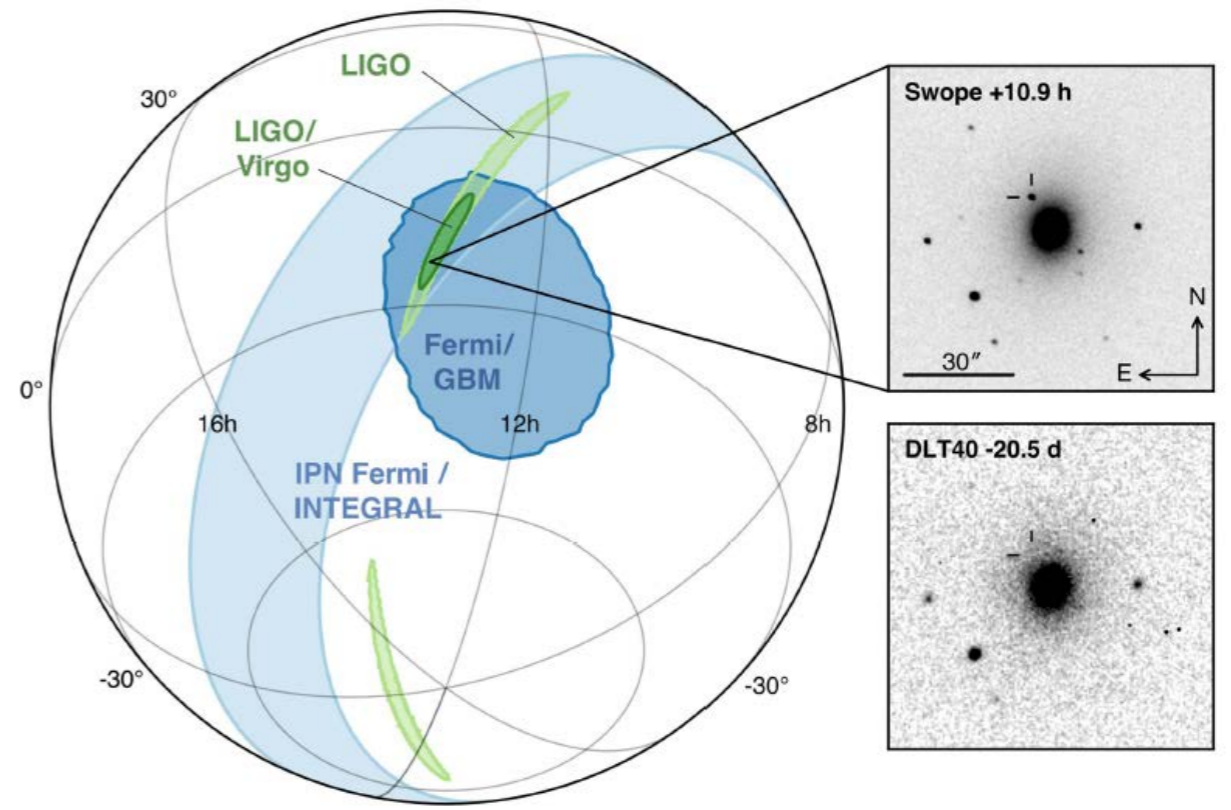 LIGO
30°
LIGO/
Virgo
Fermi/
GBM
0°
16h
12h
8h
IPN Fermi /
INTEGRAL
-30°
-30°
Swope +10.9 h
N
30″
E
DLT40 -20.5 d